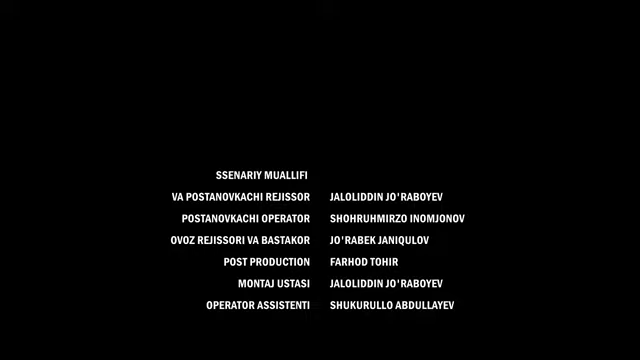 SSENARIY MUALLIFI
VA POSTANOVKACHI REJISSOR JALOLIDDIN JO'RABOYEV
POSTANOVKACHI OPERATOR SHOHRUHMIRZO INOMJONOV
OVOZ REJISSORI VA BASTAKOR JO'RABEK JANIQULOV
POST PRODUCTION FARHOD TOHIR
MONTAJ USTASI JALOLIDDIN JO'RABOYEV
OPERATOR ASSISTENTI SHUKURULLO ABDULLAYEV